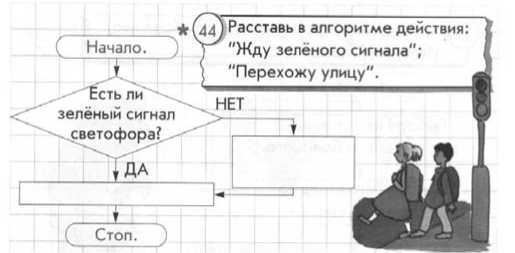 Начало.
* 44 Расставь в алгоритме действия:
"Жду зелёного сигнала";
"Перехожу улицу".
Есть ли
зелёный сигнал
светофора?
НЕТ
ДА
Стоп.